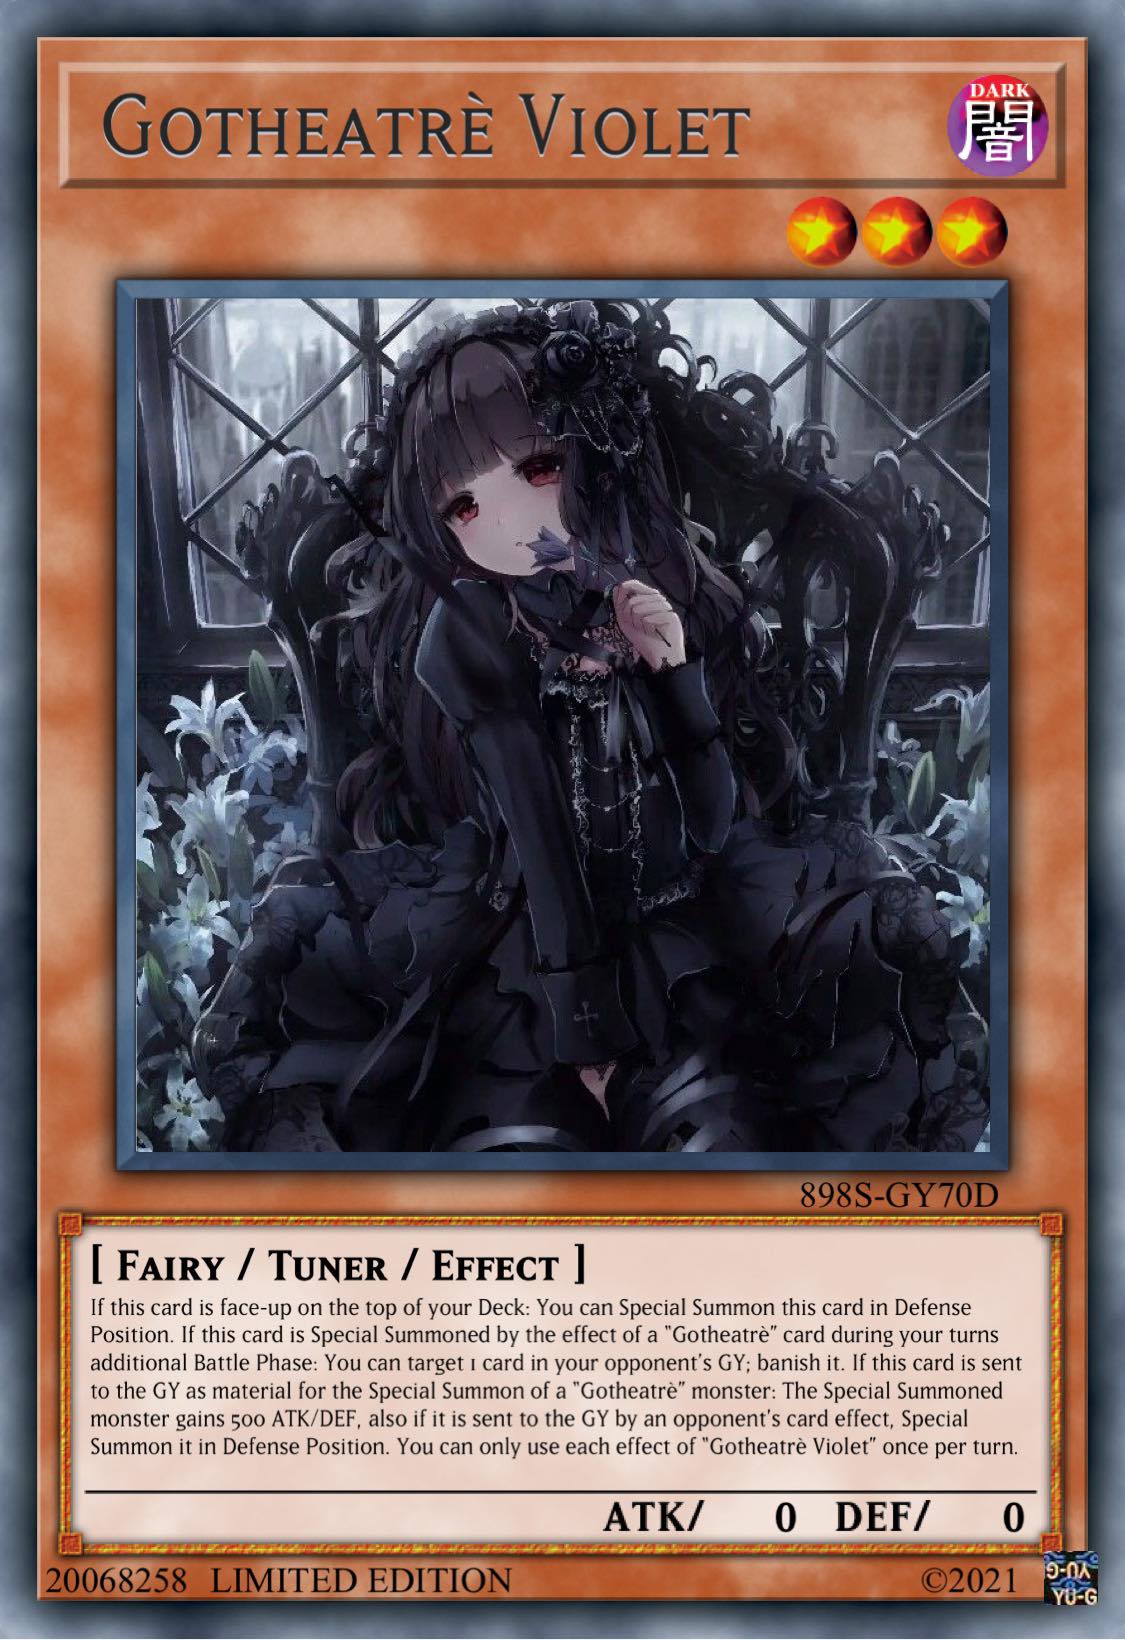 Gotheatrè Violet
DARK
闇
898S-GY70D
[ Fairy / Tuner / Effect ]
If this card is face-up on the top of your Deck: You can Special Summon this card in Defense
Position. If this card is Special Summoned by the effect of a “Gotheatrè” card during your turns
additional Battle Phase: You can target 1 card in your opponent’s GY; banish it. If this card is sent
to the GY as material for the Special Summon of a “Gotheatrè” monster: The Special Summoned
monster gains 500 ATK/DEF, also if it is sent to the GY by an opponent’s card effect, Special
Summon it in Defense Position. You can only use each effect of “Gotheatrè Violet” once per turn.
ATK/ 0 DEF/ 0
20068258 LIMITED EDITION ©2021
YU-G